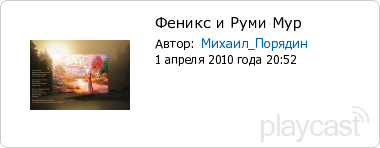 Феникс и Руми Мур
Автор: Михаил_Порядин
1 апреля 2010 года 20:52
playcast